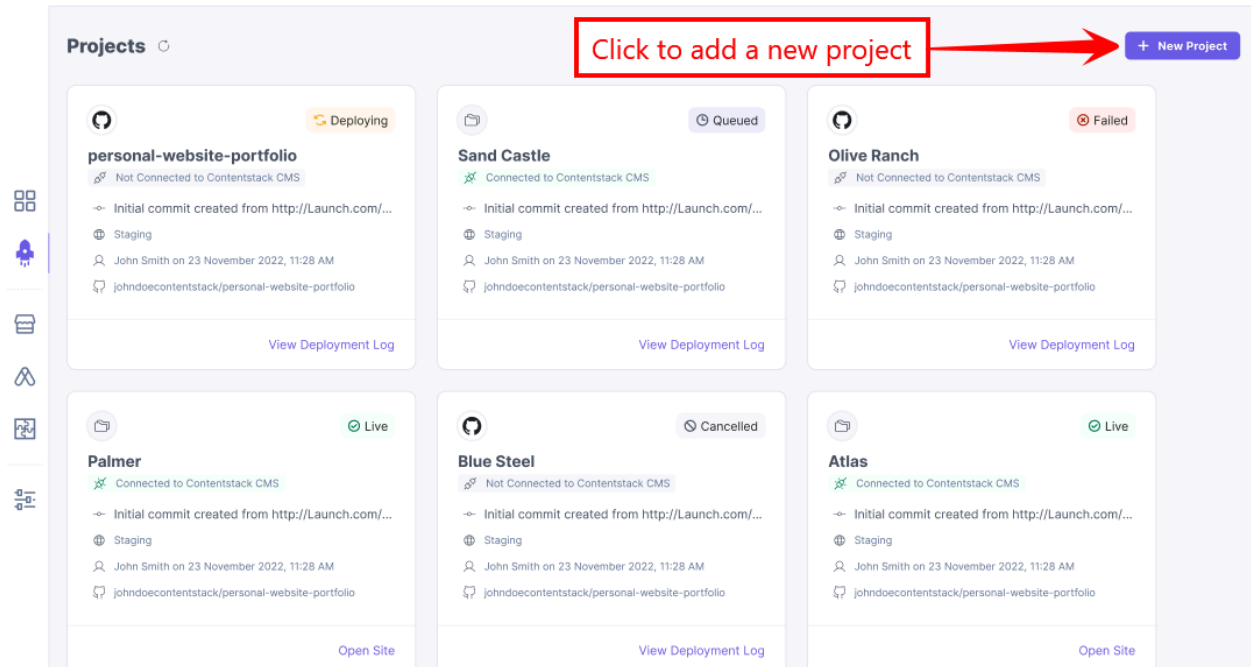 Projects
Click to add a new project
+ New Project
Deploying
personal-website-portfolio
Not Connected to Contentstack CMS
Initial commit created from http://Launch.com/...
Staging
John Smith on 23 November 2022, 11:28 AM
johndoecontentstack/personal-website-portfolio
View Deployment Log
Queued
Sand Castle
Connected to Contentstack CMS
Initial commit created from http://Launch.com/...
Staging
John Smith on 23 November 2022, 11:28 AM
johndoecontentstack/personal-website-portfolio
View Deployment Log
Failed
Olive Ranch
Not Connected to Contentstack CMS
Initial commit created from http://Launch.com/...
Staging
John Smith on 23 November 2022, 11:28 AM
johndoecontentstack/personal-website-portfolio
View Deployment Log
Live
Palmer
Connected to Contentstack CMS
Initial commit created from http://Launch.com/...
Staging
John Smith on 23 November 2022, 11:28 AM
johndoecontentstack/personal-website-portfolio
Open Site
Cancelled
Blue Steel
Not Connected to Contentstack CMS
Initial commit created from http://Launch.com/...
Staging
John Smith on 23 November 2022, 11:28 AM
johndoecontentstack/personal-website-portfolio
View Deployment Log
Live
Atlas
Connected to Contentstack CMS
Initial commit created from http://Launch.com/...
Staging
John Smith on 23 November 2022, 11:28 AM
johndoecontentstack/personal-website-portfolio
Open Site